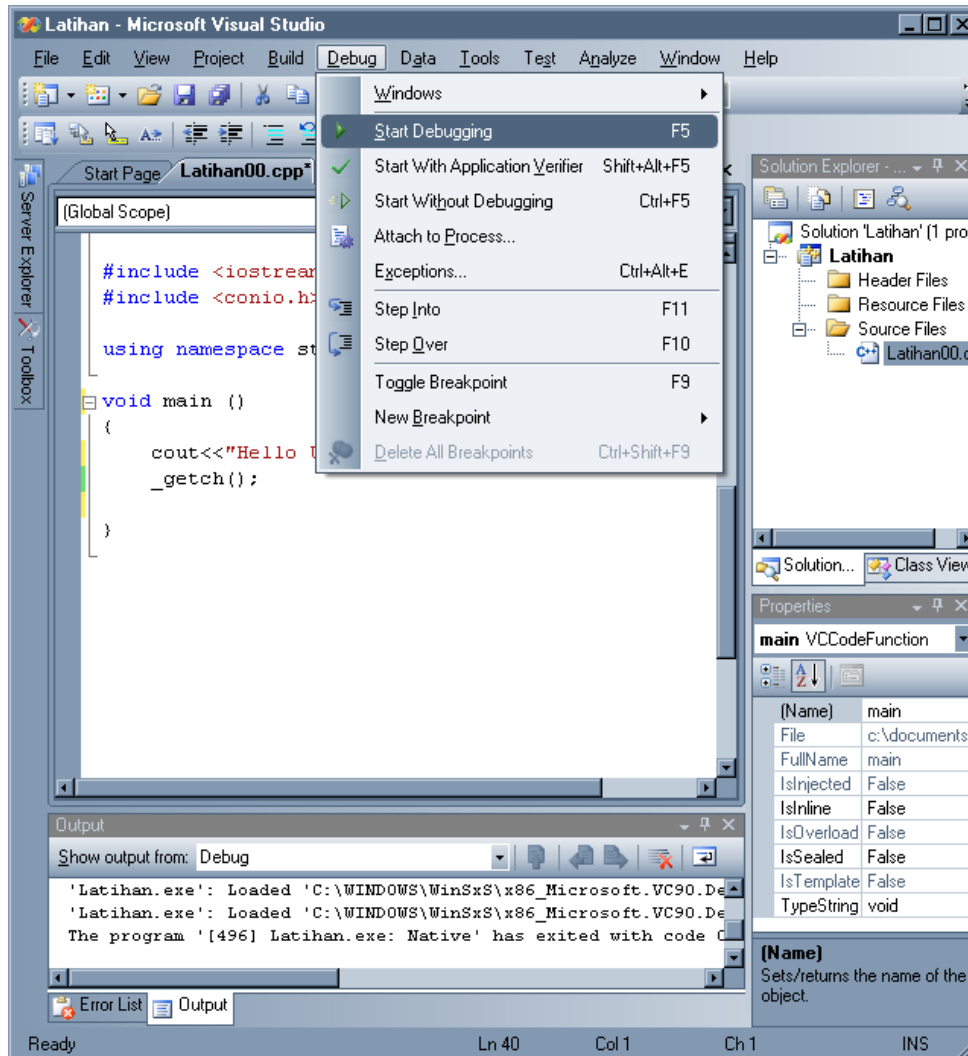 Latihan - Microsoft Visual Studio
File Edit View Project Build Debug Data Tools Test Analyze Window Help
Windows
Start Debugging F5
Start With Application Verifier Shift+Alt+F5
Start Without Debugging Ctrl+F5
Attach to Process...
Exceptions... Ctrl+Alt+E
Step Into F11
Step Over F10
Toggle Breakpoint F9
New Breakpoint
Delete All Breakpoints Ctrl+Shift+F9
Server Explorer
Toolbox
Start Page Latihan00.cpp*
(Global Scope)
#include <iostrear
#include <conio.h>
using namespace st
void main ()
{
cout<<"Hello
_getch();
}
Solution Explor - ...
Solution 'Latihan' (1 pro
Latihan
Header Files
Resource Files
Source Files
Latihan00.c
Solution... Class View
Properties
main VCCodeFunction
(Name) main
File c:\documents
FullName main
IsInjected False
IsInline False
IsOverload False
IsSealed False
IsTemplate False
TypeString void
(Name)
Sets/returns the name of the
object.
Output
Show output from: Debug
'Latihan.exe': Loaded 'C:\WINDOWS\WinSxS\x86_Microsoft.VC90.De
'Latihan.exe': Loaded 'C:\WINDOWS\WinSxS\x86_Microsoft.VC90.De
The program '[496] Latihan.exe: Native' has exited with code
Error List Output
Ready Ln 40 Col 1 Ch 1 INS